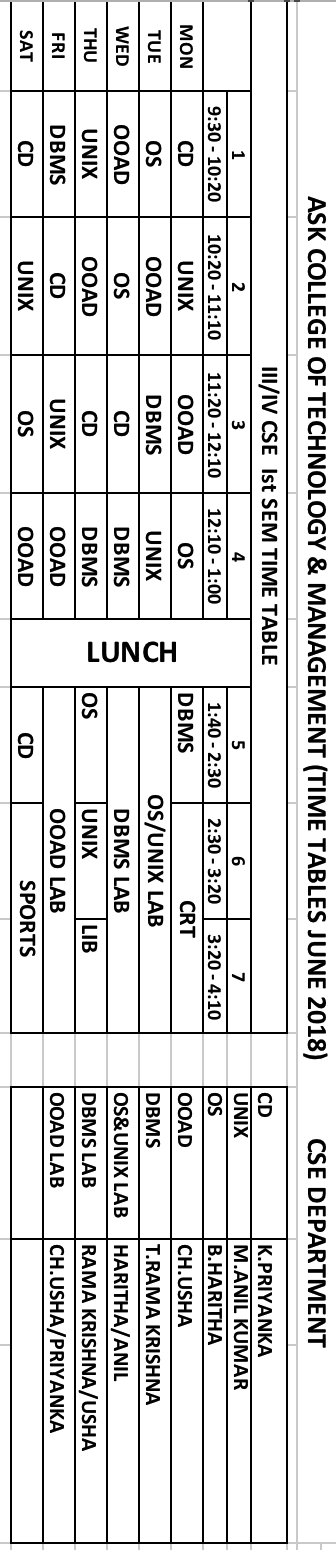 ASK COLLEGE OF TECHNOLOGY & MANAGEMENT (TIME TABLES JUNE 2018) CSE DEPARTMENT
III/IV CSE Ist SEM TIME TABLE
1 2 3 4 5 6 7
9:30 - 10:20 10:20 - 11:10 11:20 - 12:10 12:10 - 1:00 LUNCH 1:40 - 2:30 2:30 - 3:20 3:20 - 4:10
MON CD UNIX OOAD OS DBMS CRT
TUE OS OOAD DBMS UNIX OS/UNIX LAB
WED OOAD OS CD DBMS DBMS LAB
THU UNIX OOAD CD DBMS OS UNIX LIB
FRI DBMS CD UNIX OOAD OOAD LAB
SAT CD UNIX OS OOAD CD SPORTS
CD K.PRIYANKA
UNIX M.ANIL KUMAR
OS B.HARITHA
OOAD CH.USHA
DBMS T.RAMA KRISHNA
OS&UNIX LAB HARITHA/ANIL
DBMS LAB RAMA KRISHNA/USHA
OOAD LAB CH.USHA/PRIYANKA